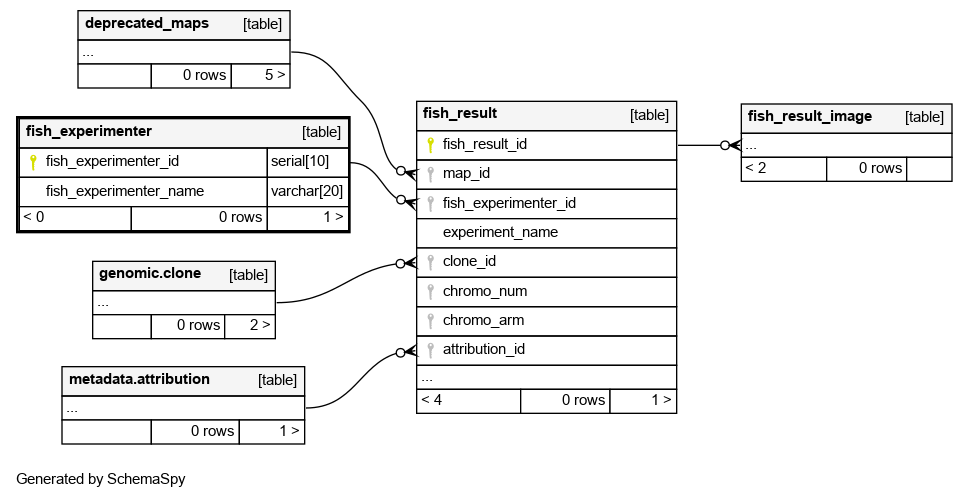 deprecated_maps [table]
...
0 rows 5 >
fish_experimenter [table]
fish_experimenter_id serial[10]
fish_experimenter_name varchar[20]
< 0 0 rows 1 >
genomic.clone [table]
...
0 rows 2 >
metadata.attribution [table]
...
0 rows 1 >
fish_result [table]
fish_result_id
map_id
fish_experimenter_id
experiment_name
clone_id
chromo_num
chromo_arm
attribution_id
...
< 4 0 rows 1 >
fish_result_image [table]
...
< 2 0 rows
Generated by SchemaSpy